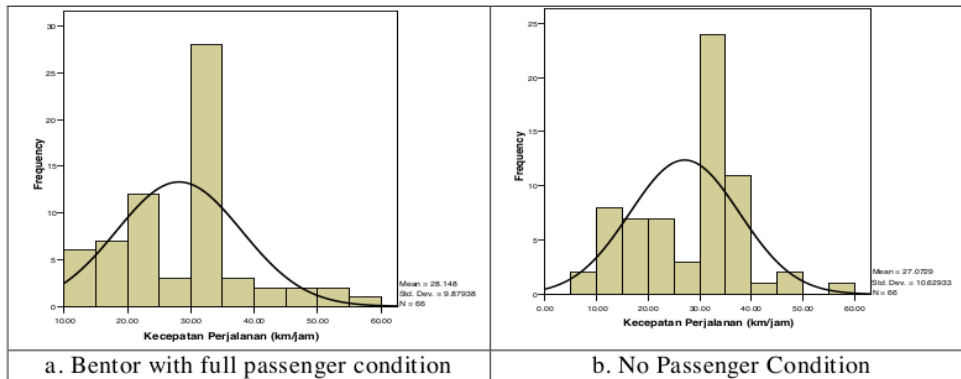 30
25
20
15
10
5
0
Frequency
10.00 20.00 30.00 40.00 50.00 60.00
Kecepatan Perjalanan (km/jam)
Mean = 28.148
Std. Dev. = 9.87938
N = 66
a. Bentor with full passenger condition
25
20
15
10
5
0
Frequency
0.00 10.00 20.00 30.00 40.00 50.00 60.00
Kecepatan Perjalanan (km/jam)
Mean = 27.0729
Std. Dev. = 10.62933
N = 66
b. No Passenger Condition